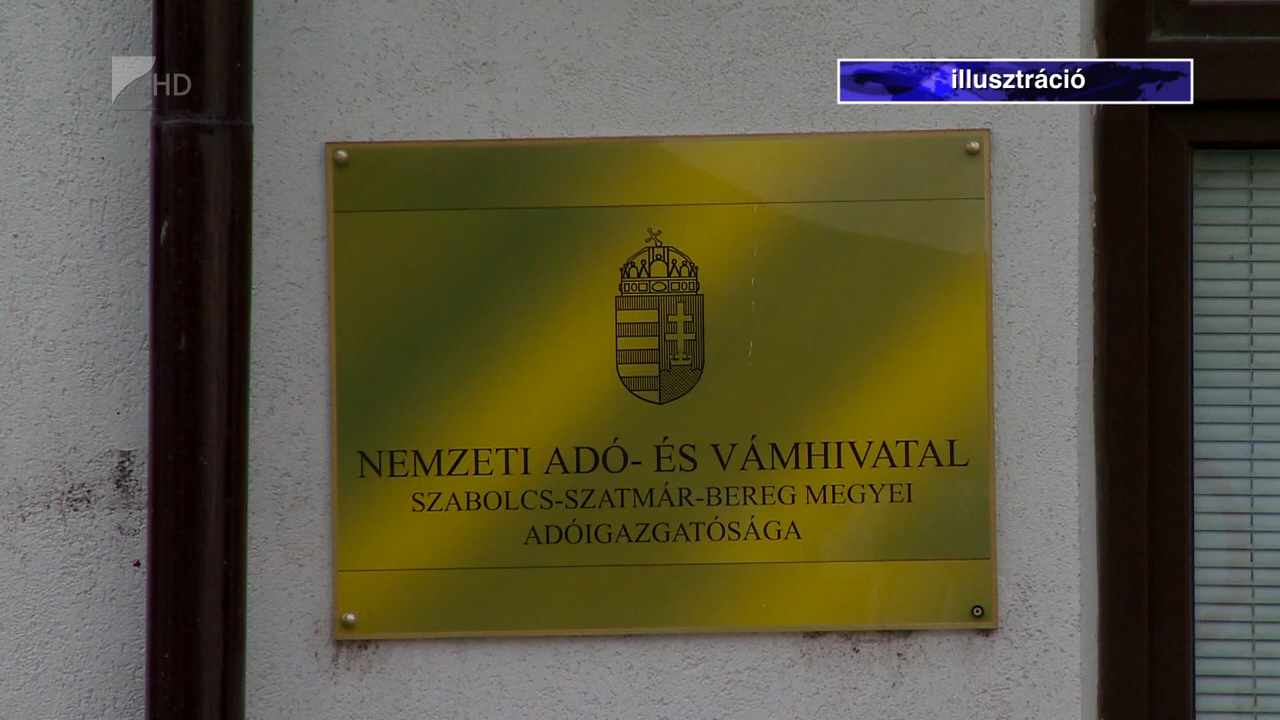 HD
illusztráció
NEMZETI ADÓ- ÉS VÁMHIVATAL
SZABOLCS-SZATMÁR-BEREG MEGYEI
ADÓIGAZGATÓSÁGA